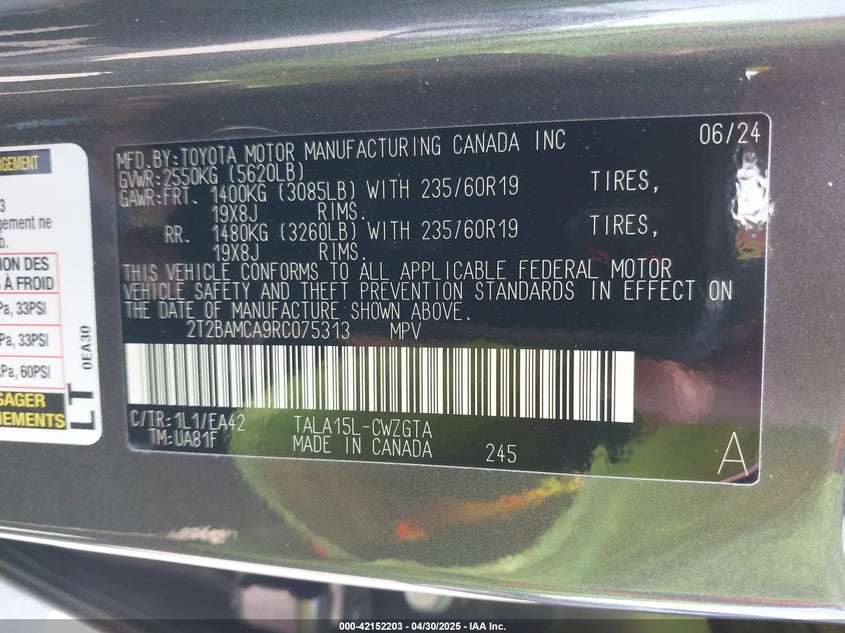 MFD.BY:TOYOTA MOTOR MANUFACTURING CANADA INC 06/24
GVWR:2550KG (5620LB)
GAWR:FRT. 1400KG (3085LB) WITH 235/60R19 TIRES,
19X8J RIMS.
RR. 1480KG (3260LB) WITH 235/60R19 TIRES,
19X8J RIMS.
THIS VEHICLE CONFORMS TO ALL APPLICABLE FEDERAL MOTOR
VEHICLE SAFETY AND THEFT PREVENTION STANDARDS IN EFFECT ON
THE DATE OF MANUFACTURE SHOWN ABOVE.
2T2BAMCA9RC075313 MPV
C/TR:1L1/EA42 TALA15L-CWZGTA
TM:UA81F MADE IN CANADA 245
A
3
gement ne
b.
ION DES
S À FROID
Pa, 33PSI
Pa, 33PSI
kPa, 60PSI
SAGER
NEMENTS
0EA30
LT
000-42152203 - 04/30/2025 - IAA Inc.